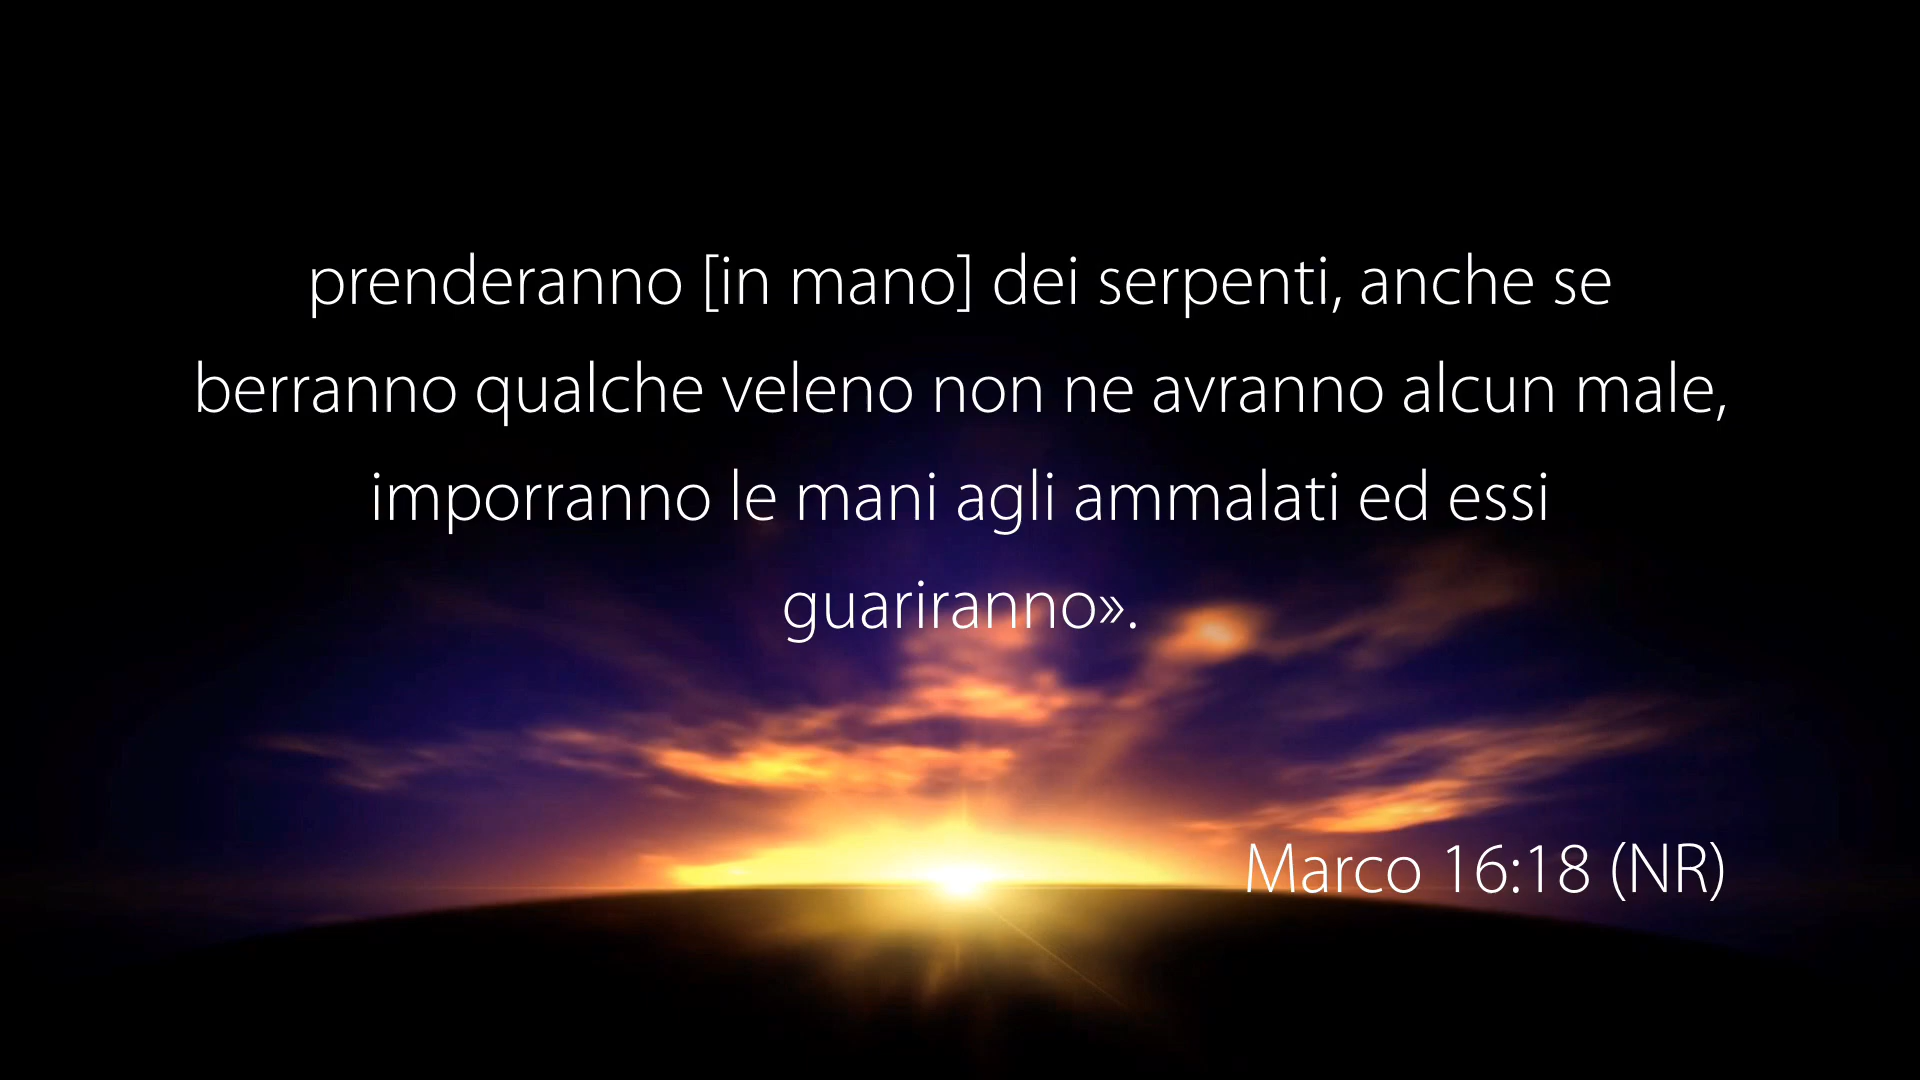 prenderanno [in mano] dei serpenti, anche se
berranno qualche veleno non ne avranno alcun male,
imporranno le mani agli ammalati ed essi
guariranno».
Marco 16:18 (NR)